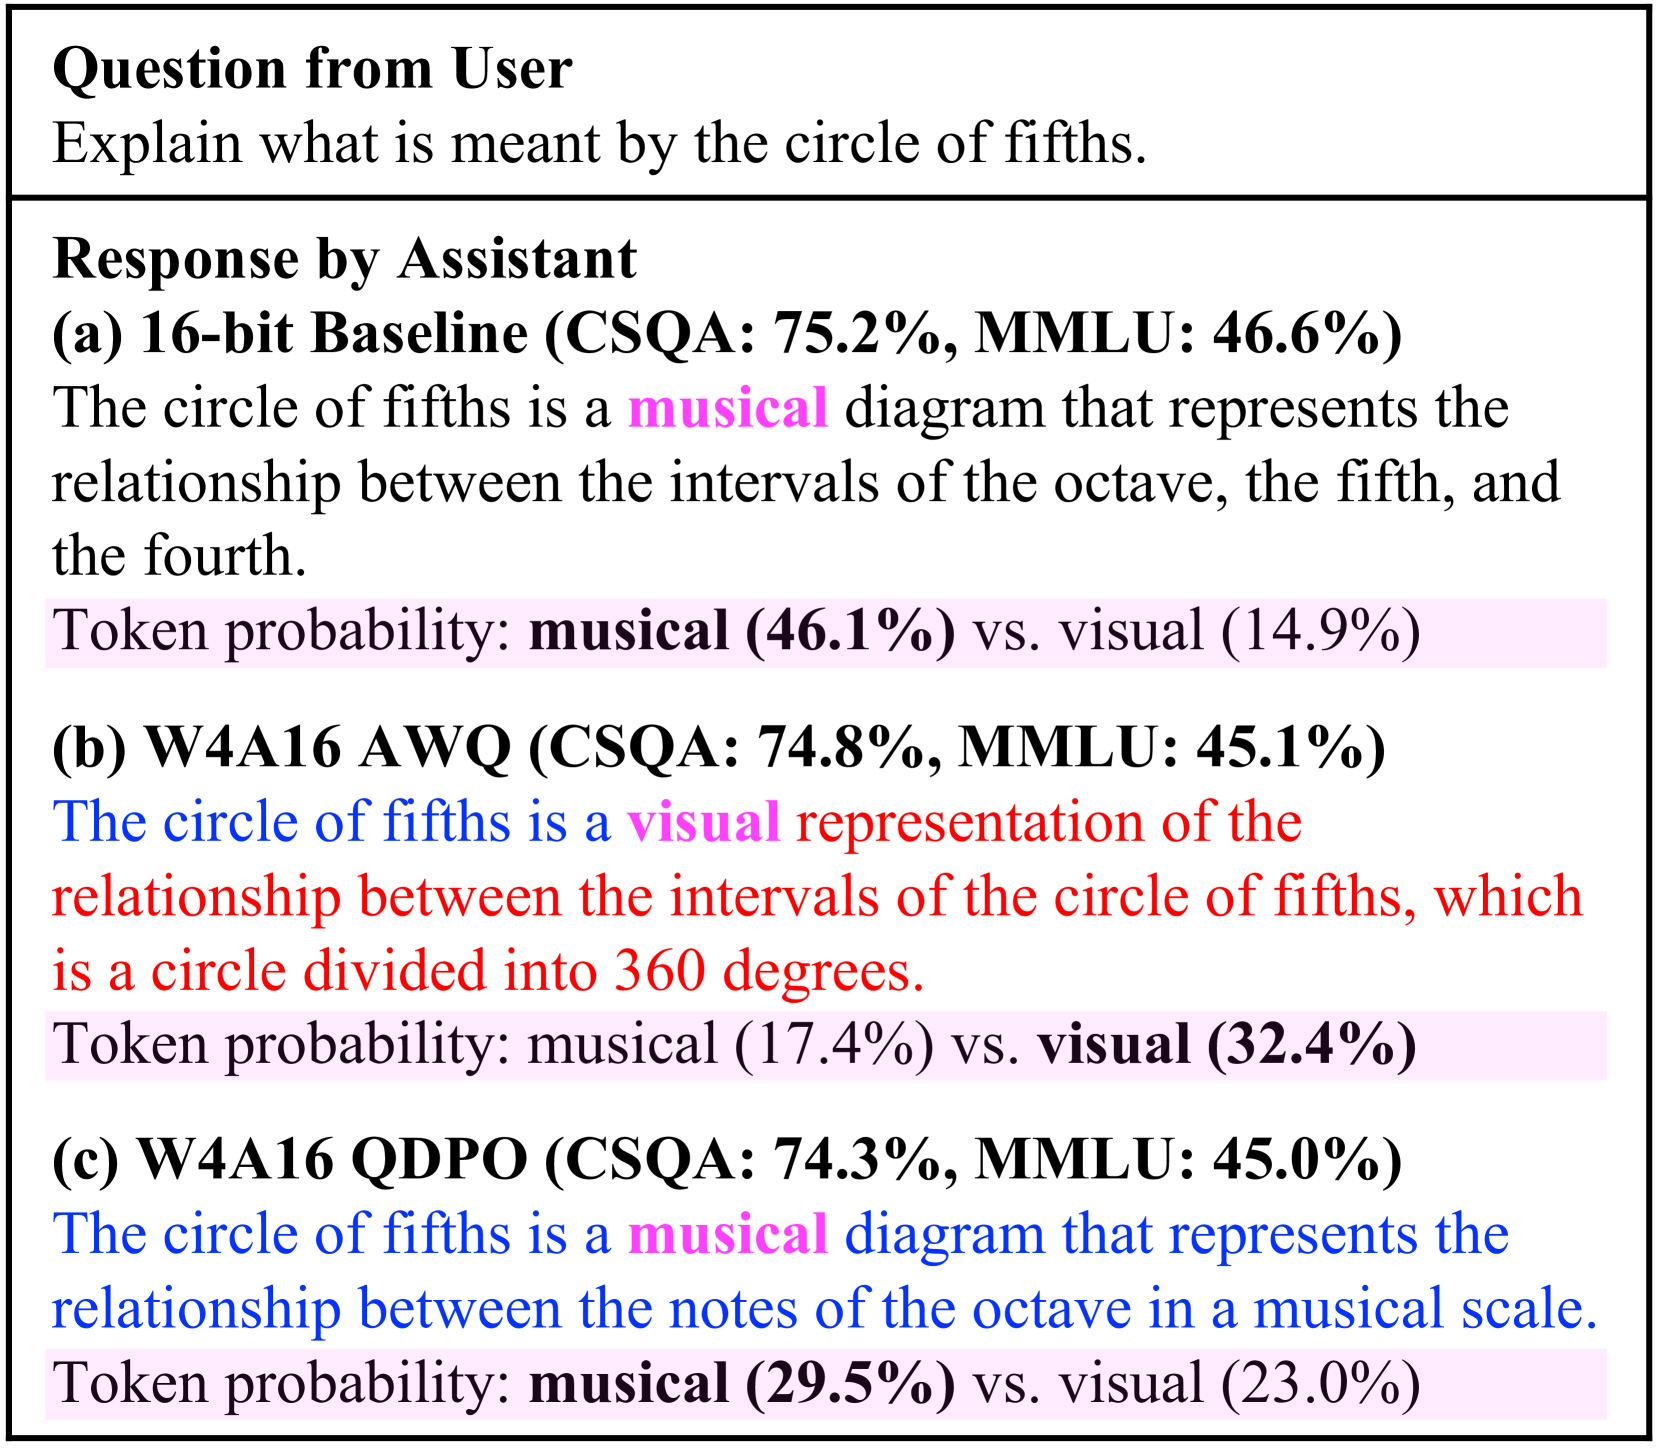 Question from User
Explain what is meant by the circle of fifths.
Response by Assistant
(a) 16-bit Baseline (CSQA: 75.2%, MMLU: 46.6%)
The circle of fifths is a musical diagram that represents the
relationship between the intervals of the octave, the fifth, and
the fourth.
Token probability: musical (46.1%) vs. visual (14.9%)
(b) W4A16 AWQ (CSQA: 74.8%, MMLU: 45.1%)
The circle of fifths is a visual representation of the
relationship between the intervals of the circle of fifths, which
is a circle divided into 360 degrees.
Token probability: musical (17.4%) vs. visual (32.4%)
(c) W4A16 QDPO (CSQA: 74.3%, MMLU: 45.0%)
The circle of fifths is a musical diagram that represents the
relationship between the notes of the octave in a musical scale.
Token probability: musical (29.5%) vs. visual (23.0%)